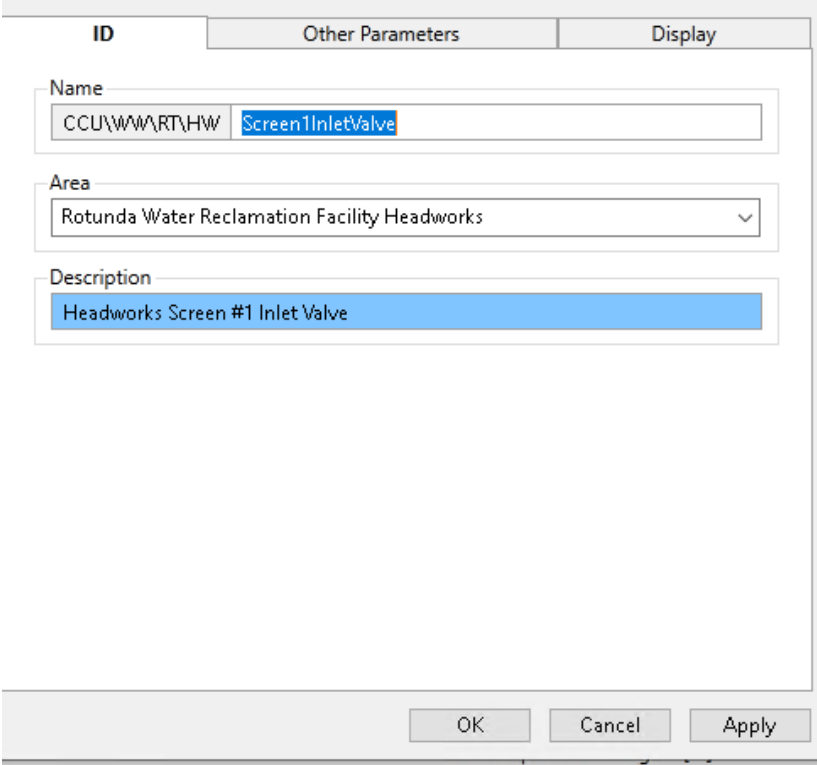 ID
Other Parameters
Display
Name
CCU\WW\RT\HW
Screen1InletValve
Area
Rotunda Water Reclamation Facility Headworks
Description
Headworks Screen #1 Inlet Valve
OK
Cancel
Apply